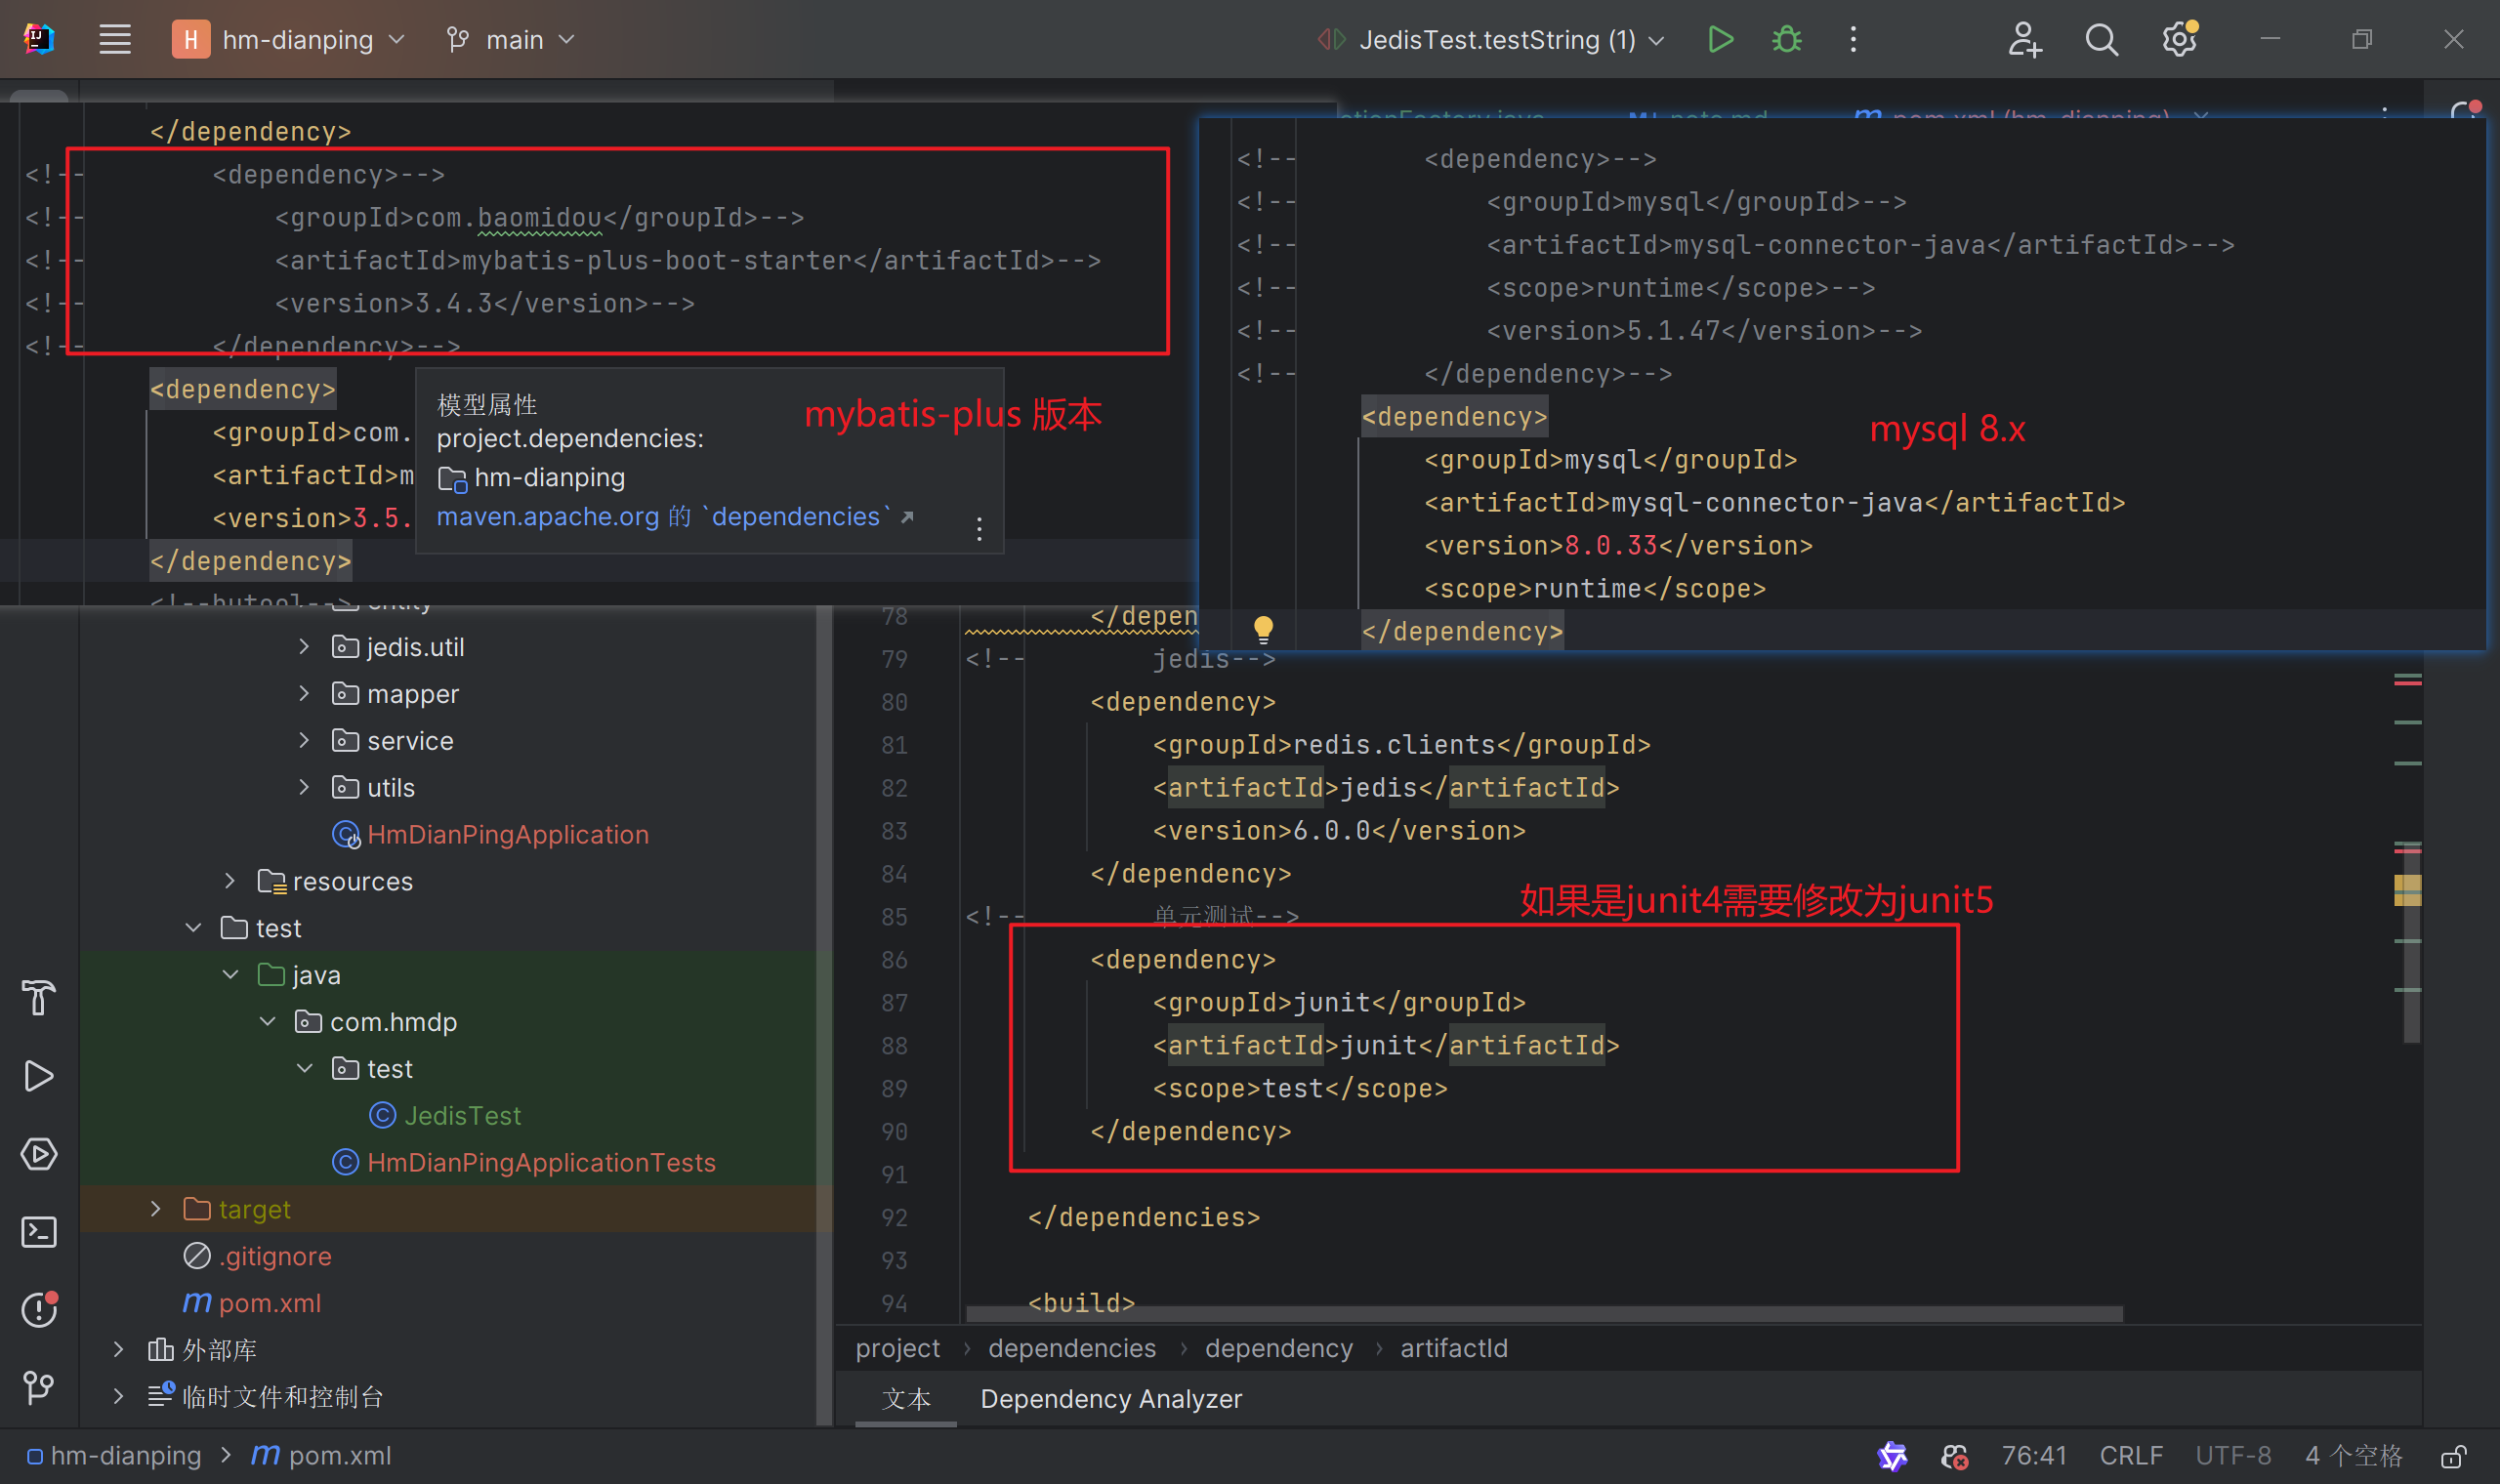 H hm-dianping main JedisTest.testString (1)
</dependency>
<!-- <dependency>-->
<!-- <groupId>com.baomidou</groupId>-->
<!-- <artifactId>mybatis-plus-boot-starter</artifactId>-->
<!-- <version>3.4.3</version>-->
<!-- </dependency>-->
<dependency>
<groupId>com.
<artifactId>m
<version>3.5.
</dependency>
模型属性
project.dependencies:
hm-dianping
maven.apache.org 的 `dependencies` ↗
mybatis-plus 版本
<!-- <dependency>-->
<!-- <groupId>mysql</groupId>-->
<!-- <artifactId>mysql-connector-java</artifactId>-->
<!-- <scope>runtime</scope>-->
<!-- <version>5.1.47</version>-->
<!-- </dependency>-->
<dependency>
mysql 8.x
<groupId>mysql</groupId>
<artifactId>mysql-connector-java</artifactId>
<version>8.0.33</version>
<scope>runtime</scope>
</dependency>
jedis.util
mapper
service
utils
HmDianPingApplication
resources
test
java
com.hmdp
test
JedisTest
HmDianPingApplicationTests
target
.gitignore
pom.xml
外部库
临时文件和控制台
78 </depen
79 <!-- jedis-->
80 <dependency>
81 <groupId>redis.clients</groupId>
82 <artifactId>jedis</artifactId>
83 <version>6.0.0</version>
84 </dependency>
如果是junit4需要修改为junit5
85 <!-- 单元测试-->
86 <dependency>
87 <groupId>junit</groupId>
88 <artifactId>junit</artifactId>
89 <scope>test</scope>
90 </dependency>
91
92 </dependencies>
93
94 <build>
project › dependencies › dependency › artifactId
文本 Dependency Analyzer
hm-dianping > pom.xml 76:41 CRLF UTF-8 4 个空格